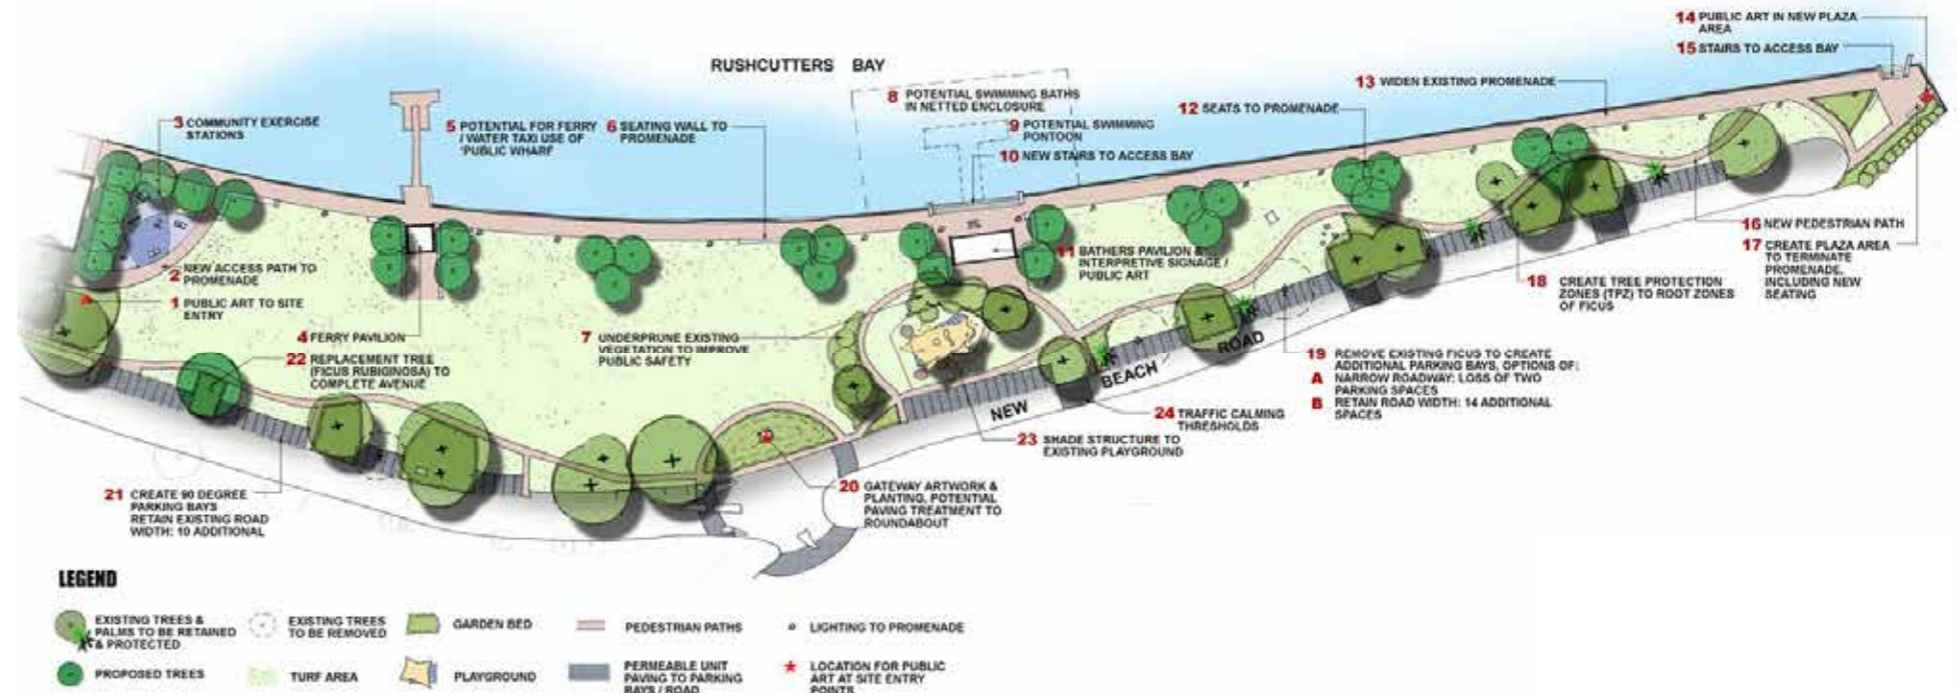 RUSHCUTTERS BAY
14 PUBLIC ART IN NEW PLAZA
AREA
15 STAIRS TO ACCESS BAY
13 WIDEN EXISTING PROMENADE
8 POTENTIAL SWIMMING BATHS
IN NETTED ENCLOSURE
12 SEATS TO PROMENADE
3 COMMUNITY EXERCISE
STATIONS
5 POTENTIAL FOR FERRY
/ WATER TAXI USE OF
'PUBLIC WHARF'
6 SEATING WALL TO
PROMENADE
9 POTENTIAL SWIMMING
PONTOON
10 NEW STAIRS TO ACCESS BAY
16 NEW PEDESTRIAN PATH
17 CREATE PLAZA AREA
TO TERMINATE
PROMENADE,
INCLUDING NEW
SEATING
11 BATHERS PAVILION &
INTERPRETIVE SIGNAGE /
PUBLIC ART
2 NEW ACCESS PATH TO
PROMENADE
1 PUBLIC ART TO SITE
ENTRY
18 CREATE TREE PROTECTION
ZONES (TPZ) TO ROOT ZONES
OF FICUS
4 FERRY PAVILION
22 REPLACEMENT TREE
(FICUS RUBIGINOSA) TO
COMPLETE AVENUE
7 UNDERPRUNE EXISTING
VEGETATION TO IMPROVE
PUBLIC SAFETY
NEW BEACH ROAD
19 REMOVE EXISTING FICUS TO CREATE
ADDITIONAL PARKING BAYS, OPTIONS OF:
A NARROW ROADWAY: LOSS OF TWO
PARKING SPACES
B RETAIN ROAD WIDTH: 14 ADDITIONAL
SPACES
24 TRAFFIC CALMING
THRESHOLDS
23 SHADE STRUCTURE TO
EXISTING PLAYGROUND
20 GATEWAY ARTWORK &
PLANTING, POTENTIAL
PAVING TREATMENT TO
ROUNDABOUT
21 CREATE 90 DEGREE
PARKING BAYS
RETAIN EXISTING ROAD
WIDTH: 10 ADDITIONAL
LEGEND
EXISTING TREES &
PALMS TO BE RETAINED
& PROTECTED
EXISTING TREES
TO BE REMOVED
GARDEN BED
PEDESTRIAN PATHS
LIGHTING TO PROMENADE
PROPOSED TREES
TURF AREA
PLAYGROUND
PERMEABLE UNIT
PAVING TO PARKING
BAYS / ROAD
LOCATION FOR PUBLIC
ART AT SITE ENTRY
POINTS